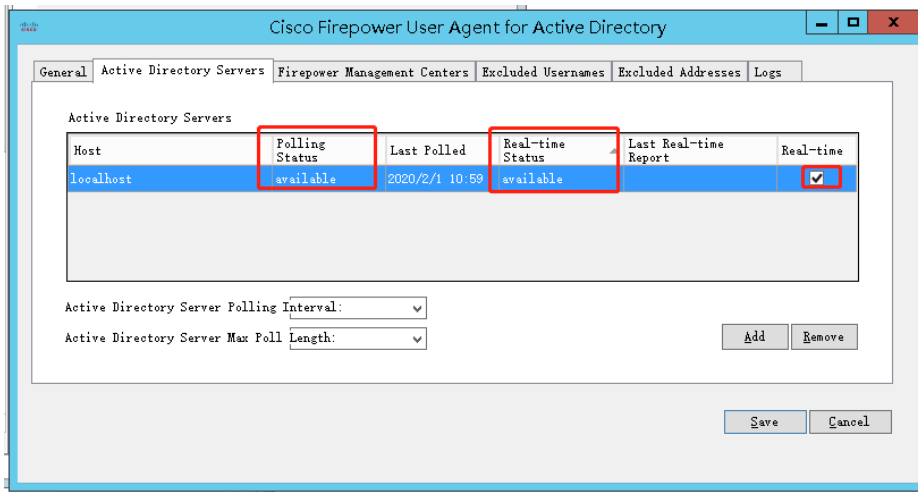 Cisco Firepower User Agent for Active Directory
General Active Directory Servers Firepower Management Centers Excluded Usernames Excluded Addresses Logs
Active Directory Servers
Host Polling Status Last Polled Real-time Status Last Real-time Report Real-time
localhost available 2020/2/1 10:59 available
Active Directory Server Polling Interval:
Active Directory Server Max Poll Length:
Add Remove
Save Cancel